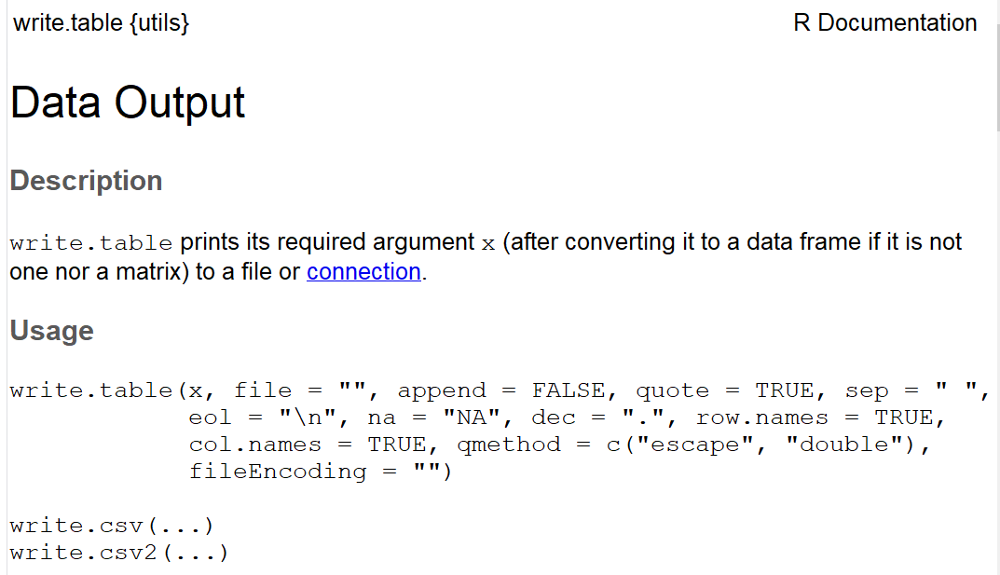 write.table {utils} R Documentation
Data Output
Description
write.table prints its required argument x (after converting it to a data frame if it is not
one nor a matrix) to a file or connection.
Usage
write.table(x, file = "", append = FALSE, quote = TRUE, sep = " ",
            eol = "\n", na = "NA", dec = ".", row.names = TRUE,
            col.names = TRUE, qmethod = c("escape", "double"),
            fileEncoding = "")
write.csv(...)
write.csv2(...)